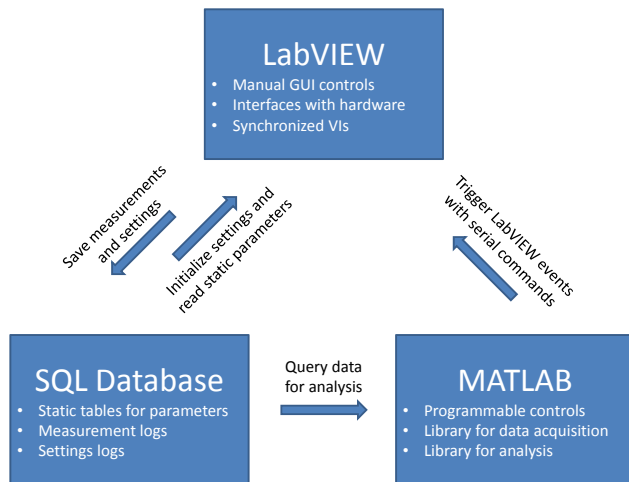 LabVIEW
• Manual GUI controls
• Interfaces with hardware
• Synchronized VIs
Save measurements
and settings
Initialize settings and
read static parameters
Trigger LabVIEW events
with serial commands
SQL Database
• Static tables for parameters
• Measurement logs
• Settings logs
Query data
for analysis
MATLAB
• Programmable controls
• Library for data acquisition
• Library for analysis